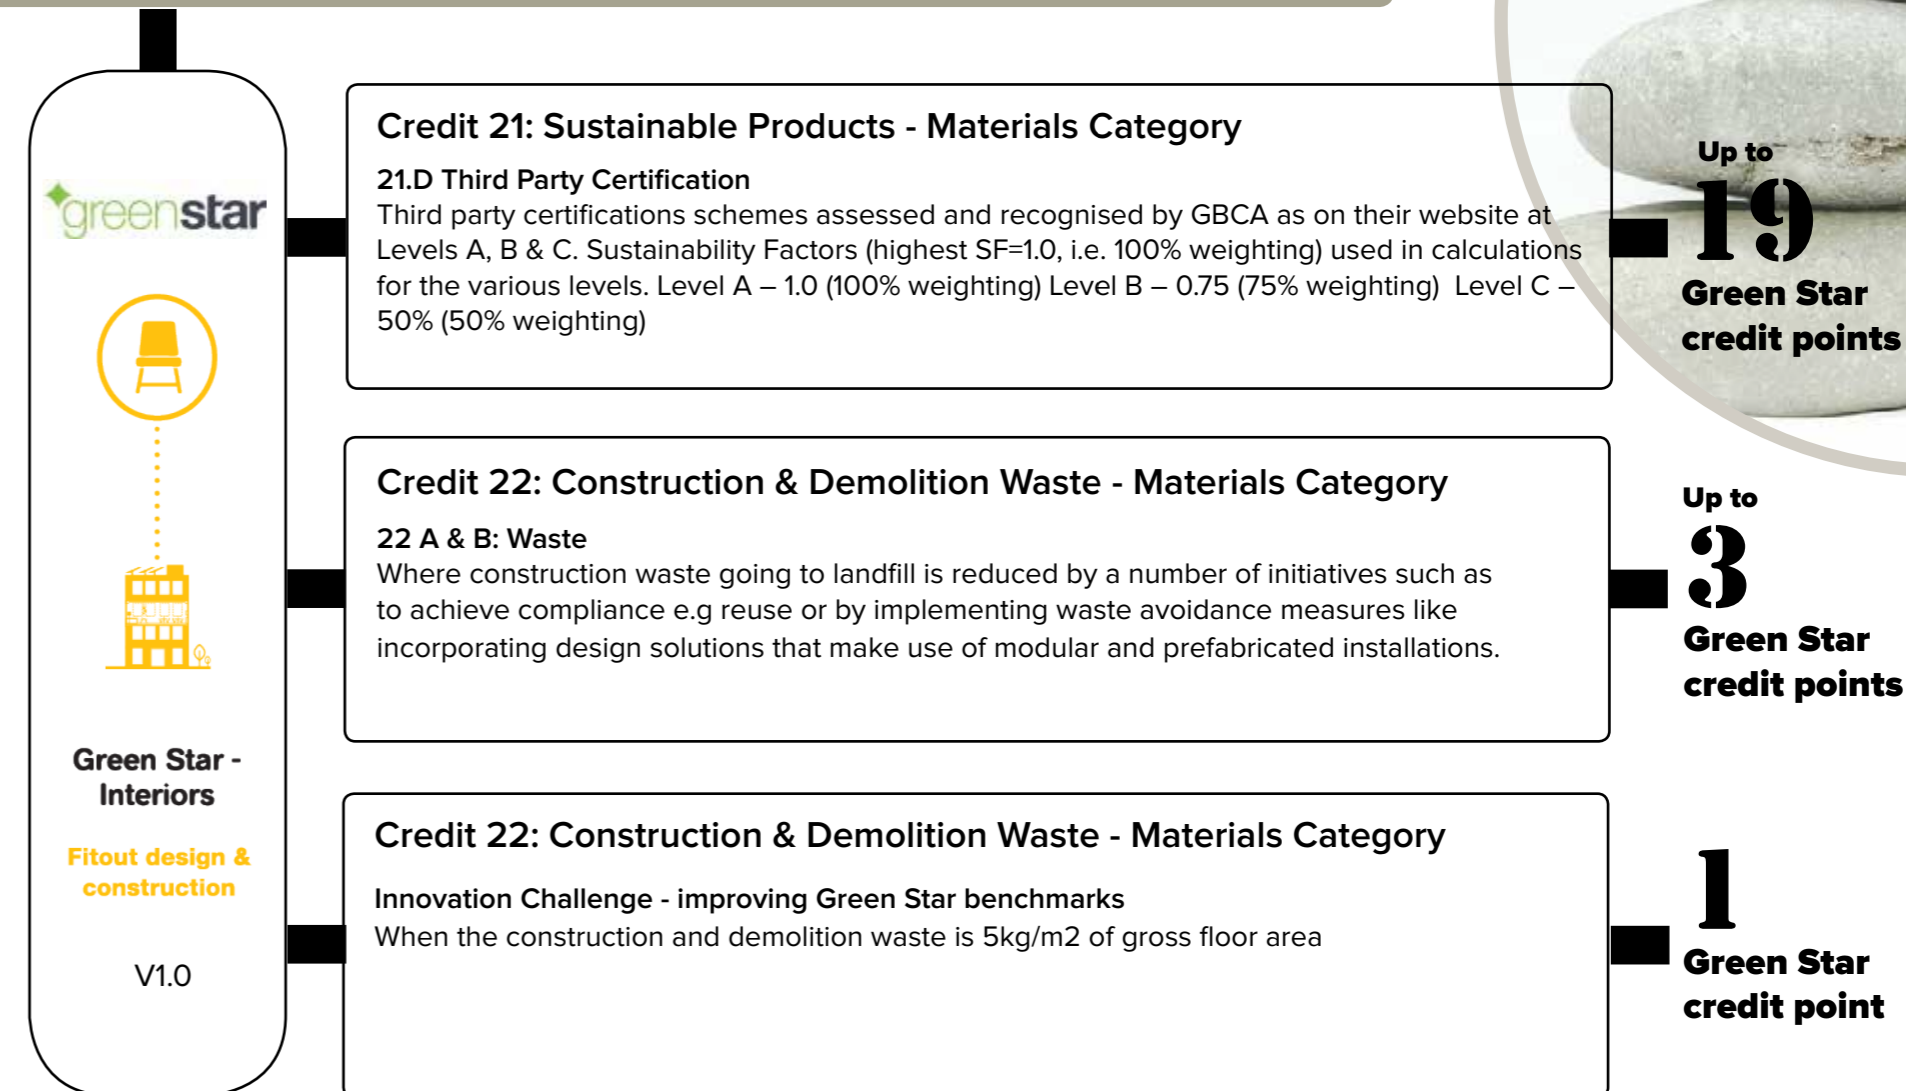 greenstar
Green Star -
Interiors
Fitout design &
construction
V1.0
Credit 21: Sustainable Products - Materials Category
21.D Third Party Certification
Third party certifications schemes assessed and recognised by GBCA as on their website at
Levels A, B & C. Sustainability Factors (highest SF=1.0, i.e. 100% weighting) used in calculations
for the various levels. Level A – 1.0 (100% weighting) Level B – 0.75 (75% weighting)  Level C –
50% (50% weighting)
Up to
19
Green Star
credit points
Credit 22: Construction & Demolition Waste - Materials Category
22 A & B: Waste
Where construction waste going to landfill is reduced by a number of initiatives such as
to achieve compliance e.g reuse or by implementing waste avoidance measures like
incorporating design solutions that make use of modular and prefabricated installations.
Up to
3
Green Star
credit points
Credit 22: Construction & Demolition Waste - Materials Category
Innovation Challenge - improving Green Star benchmarks
When the construction and demolition waste is 5kg/m2 of gross floor area
1
Green Star
credit point